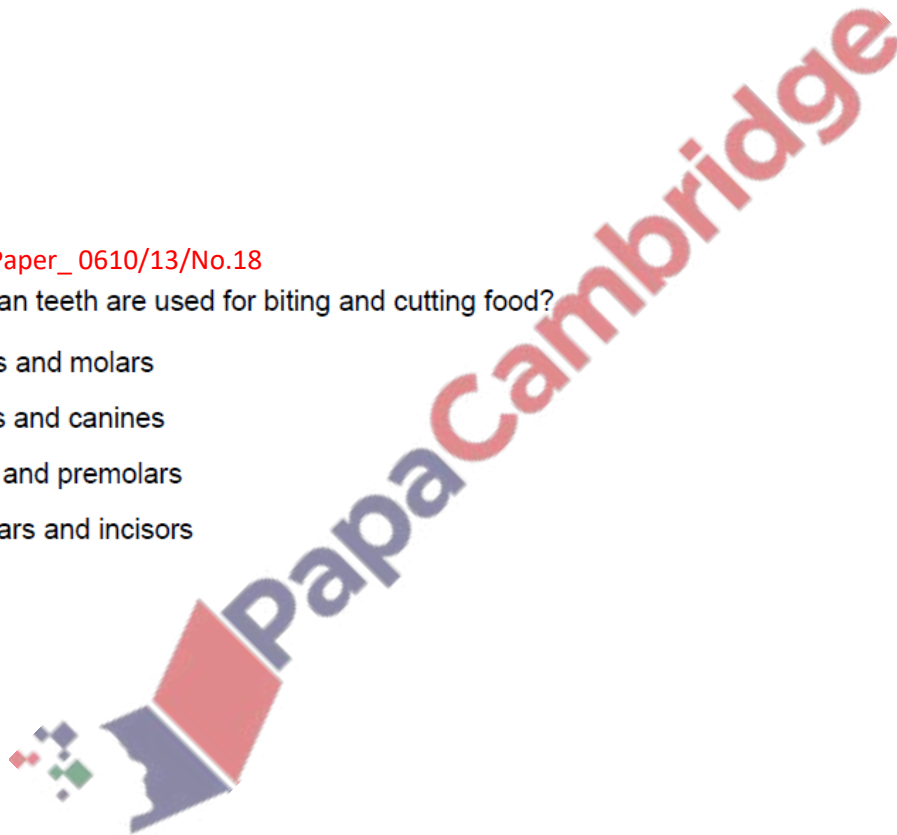 Paper_ 0610/13/No.18
an teeth are used for biting and cutting food?
s and molars
s and canines
and premolars
ars and incisors
PapaCambridge